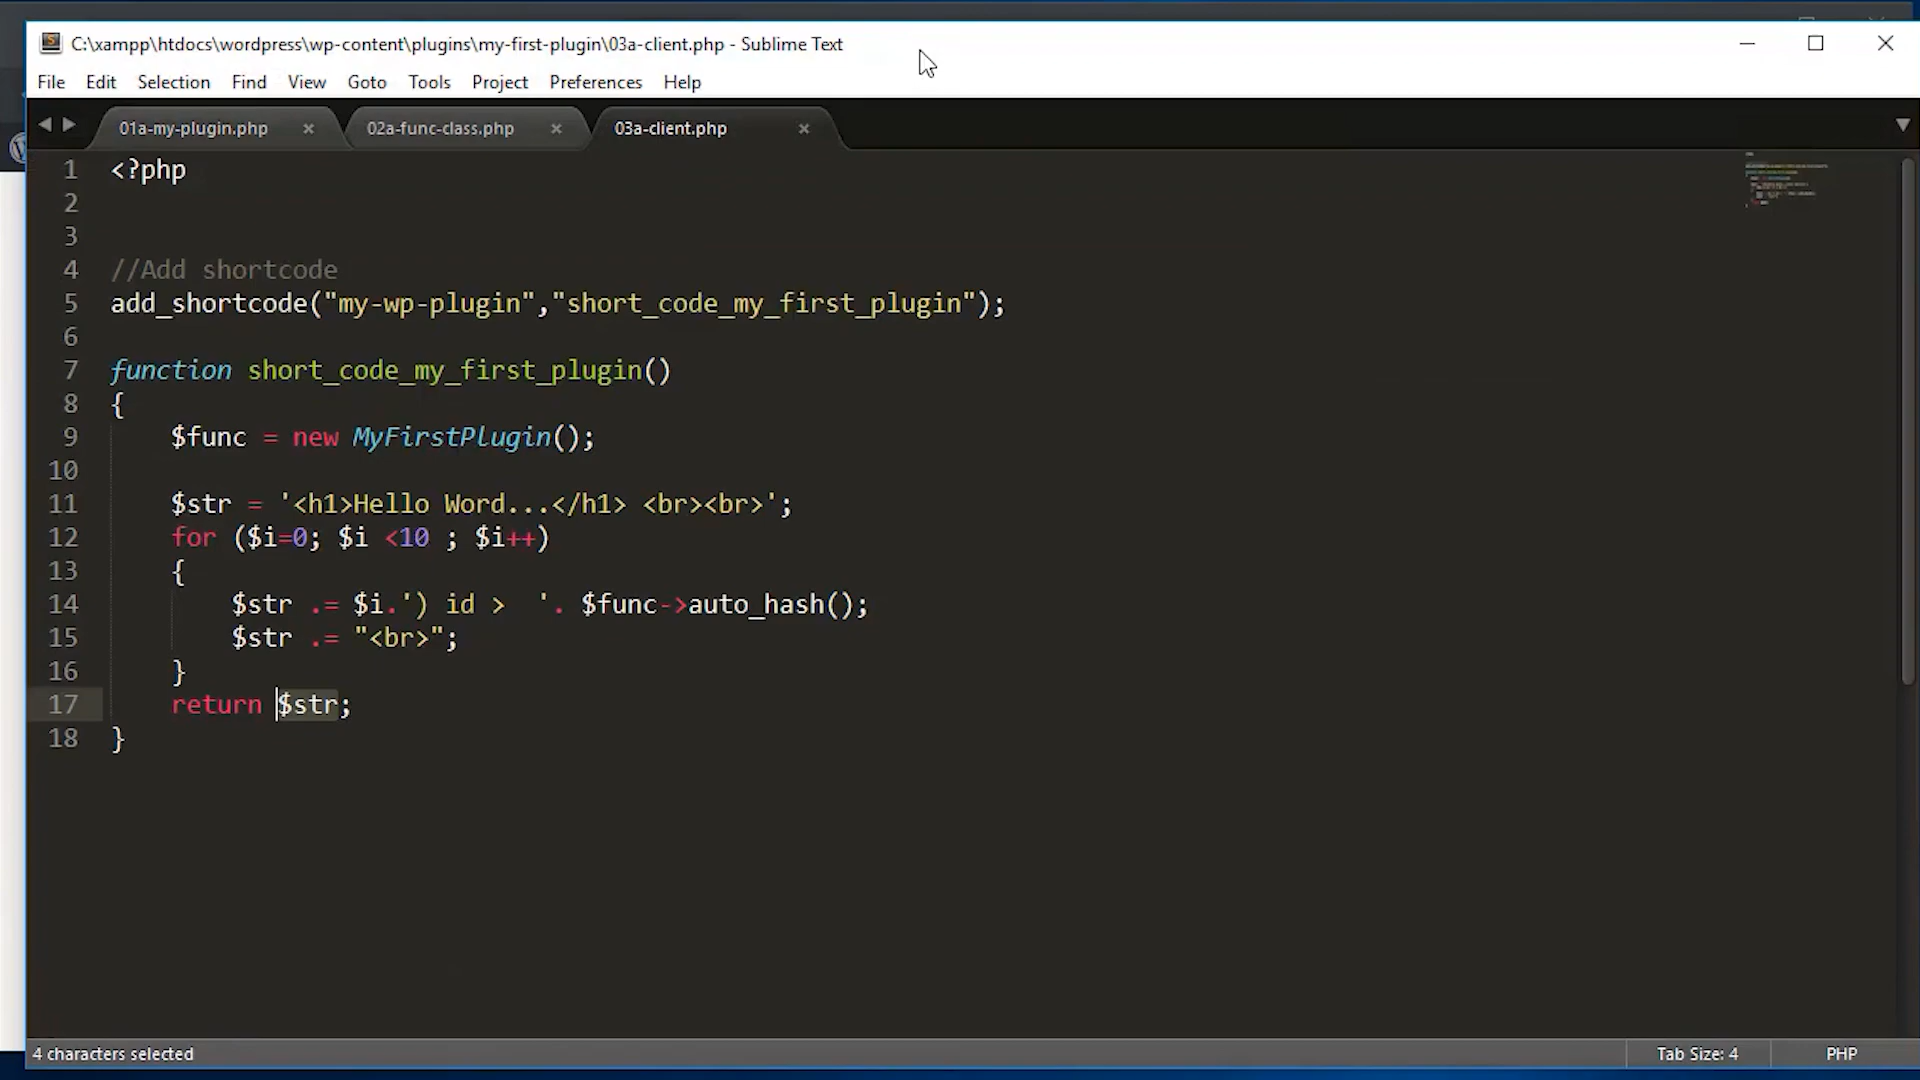 C:\xampp\htdocs\wordpress\wp-content\plugins\my-first-plugin\03a-client.php - Sublime Text
File Edit Selection Find View Goto Tools Project Preferences Help
01a-my-plugin.php × 02a-func-class.php × 03a-client.php ×
1 <?php
2
3
4 //Add shortcode
5 add_shortcode("my-wp-plugin","short_code_my_first_plugin");
6
7 function short_code_my_first_plugin()
8 {
9     $func = new MyFirstPlugin();
10
11     $str = '<h1>Hello Word...</h1> <br><br>';
12     for ($i=0; $i <10 ; $i++)
13     {
14         $str .= $i.') id >  '. $func->auto_hash();
15         $str .= "<br>";
16     }
17     return $str;
18 }
4 characters selected Tab Size: 4 PHP